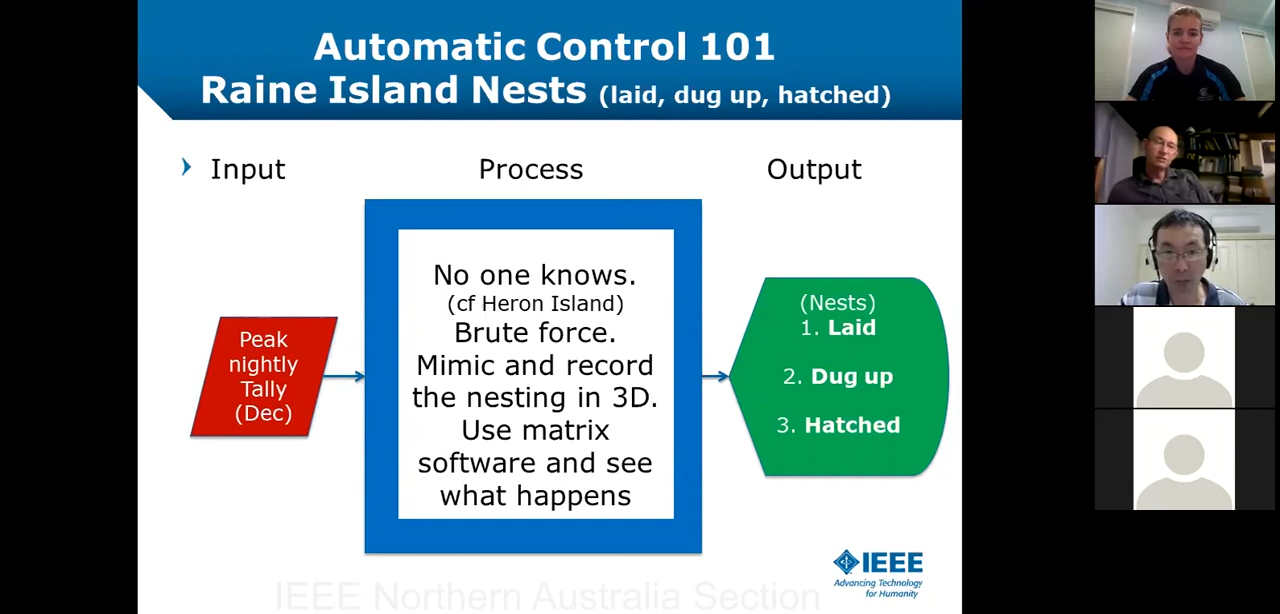 Automatic Control 101
Raine Island Nests (laid, dug up, hatched)
Input
Process
Output
Peak
nightly
Tally
(Dec)
No one knows.
(cf Heron Island)
Brute force.
Mimic and record
the nesting in 3D.
Use matrix
software and see
what happens
(Nests)
1. Laid
2. Dug up
3. Hatched
IEEE
Advancing Technology
for Humanity
IEEE Northern Australia Section